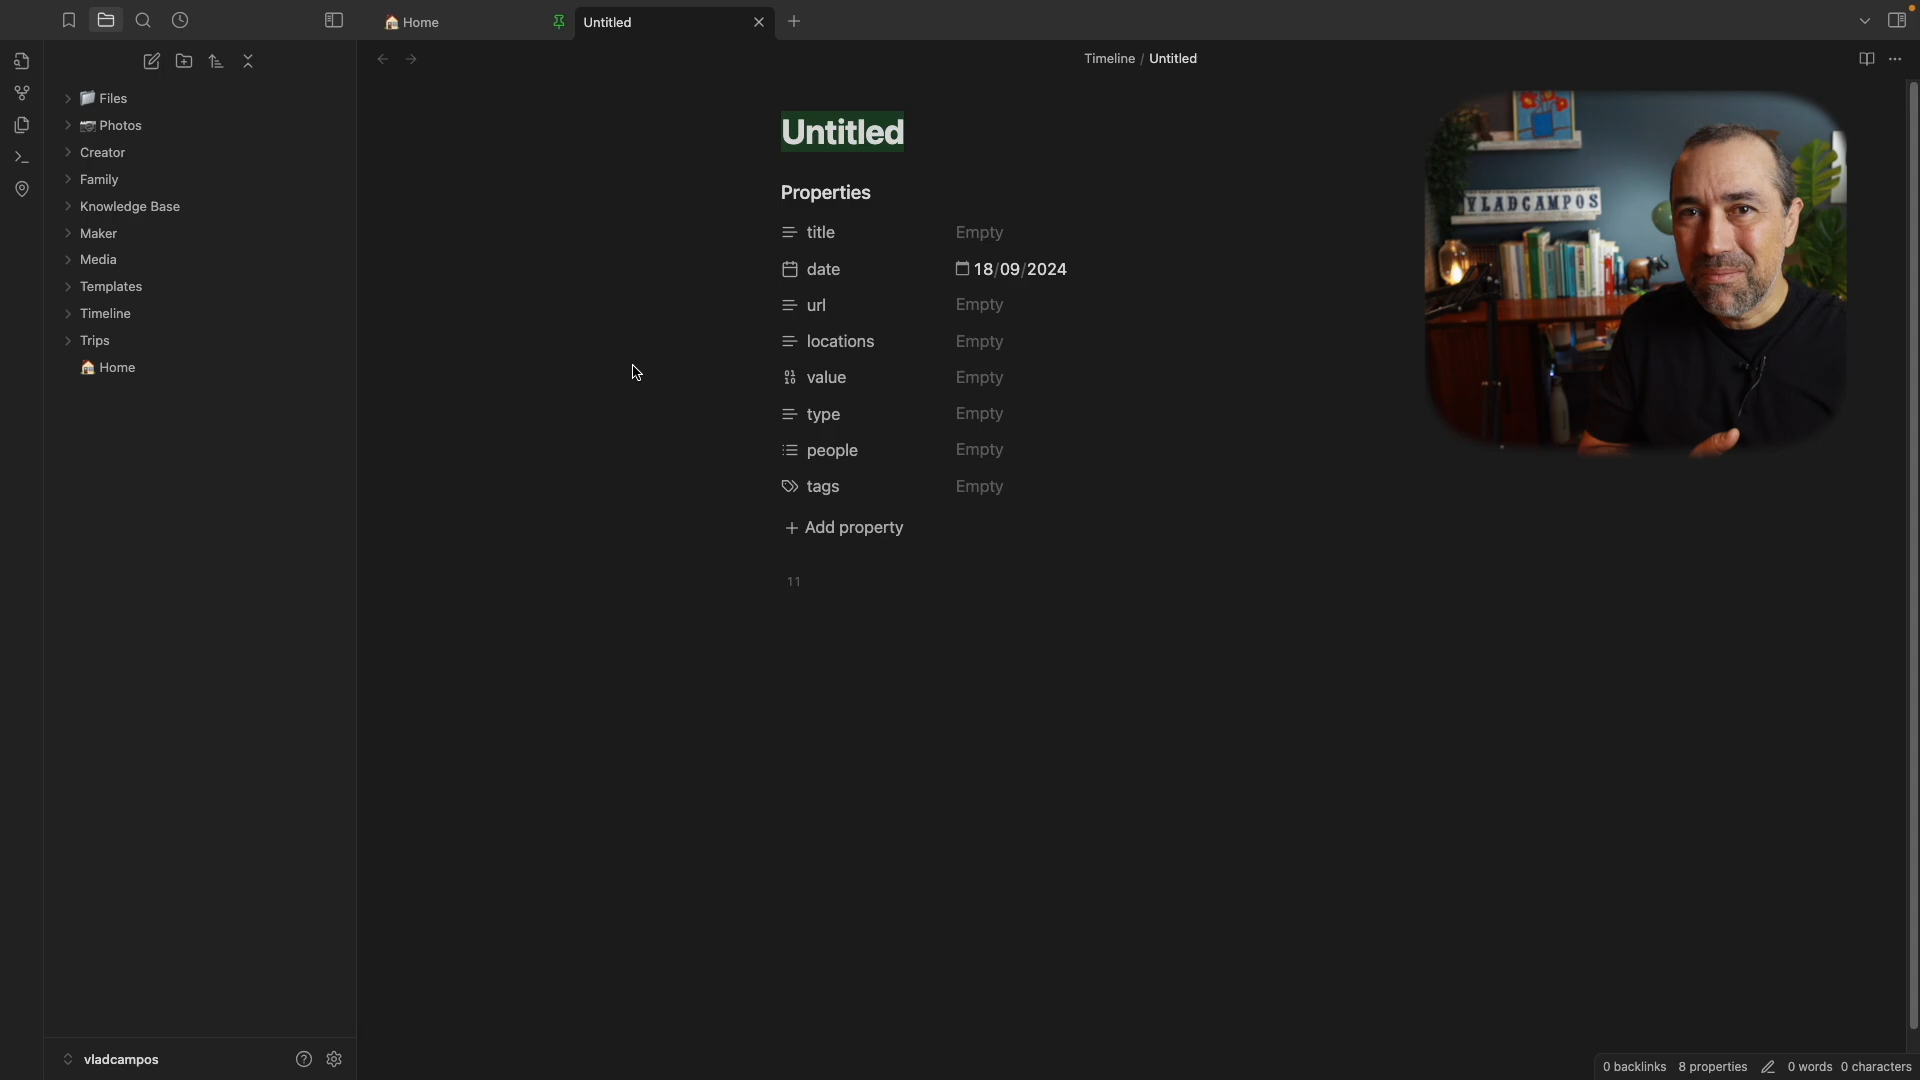 Home
Untitled
Timeline / Untitled
Files
Photos
Creator
Family
Knowledge Base
Maker
Media
Templates
Timeline
Trips
Home
Untitled
Properties
title Empty
date 18/09/2024
url Empty
locations Empty
value Empty
type Empty
people Empty
tags Empty
+ Add property
11
VLADCAMPOS
vladcampos
0 backlinks 8 properties 0 words 0 characters